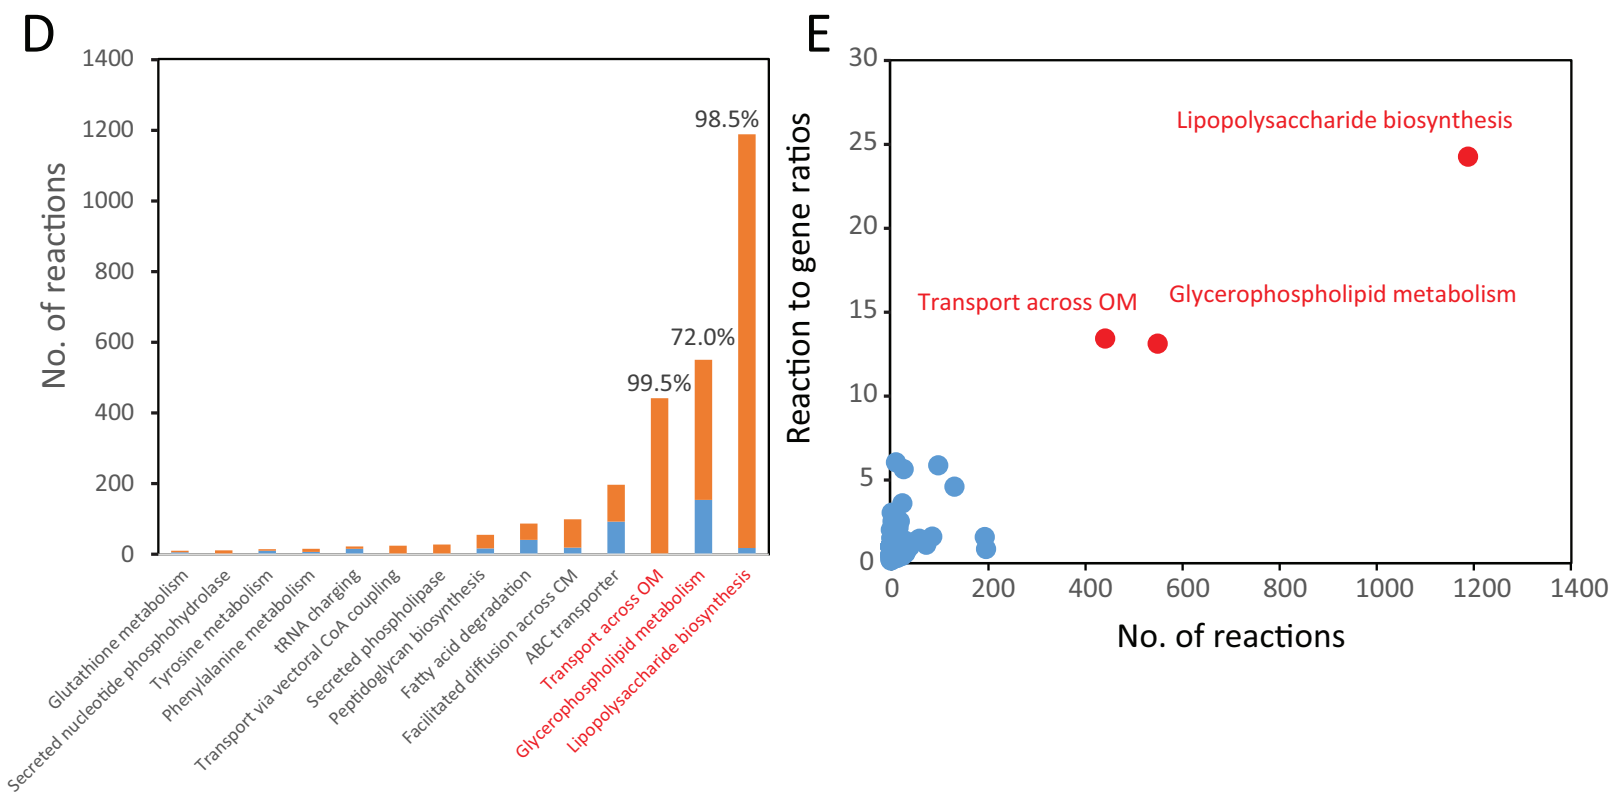 D
No. of reactions
1400
1200
1000
800
600
400
200
0
99.5%
72.0%
98.5%
Glutathione metabolism
Secreted nucleotide phosphohydrolase
Tyrosine metabolism
Phenylalanine metabolism
tRNA charging
Transport via vectoral CoA coupling
Secreted phospholipase
Peptidoglycan biosynthesis
Fatty acid degradation
Facilitated diffusion across CM
ABC transporter
Transport across OM
Glycerophospholipid metabolism
Lipopolysaccharide biosynthesis
E
Reaction to gene ratios
30
25
20
15
10
5
0
Lipopolysaccharide biosynthesis
Transport across OM
Glycerophospholipid metabolism
0 200 400 600 800 1000 1200 1400
No. of reactions